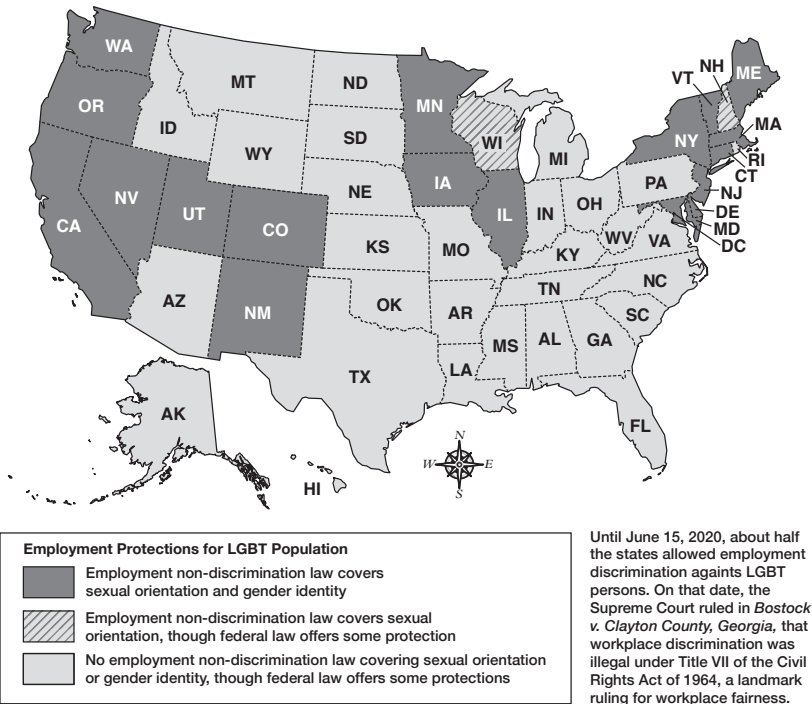 WA
OR
CA
NV
ID
MT
WY
UT
CO
AZ
NM
ND
SD
NE
KS
OK
TX
MN
IA
MO
AR
LA
WI
IL
MI
IN
OH
KY
TN
MS
AL
GA
FL
SC
NC
VA
WV
PA
NY
VT
NH
ME
MA
RI
CT
NJ
DE
MD
DC
AK
HI
N
W
E
S
Employment Protections for LGBT Population
Employment non-discrimination law covers
sexual orientation and gender identity
Employment non-discrimination law covers sexual
orientation, though federal law offers some protection
No employment non-discrimination law covering sexual orientation
or gender identity, though federal law offers some protections
Until June 15, 2020, about half
the states allowed employment
discrimination againts LGBT
persons. On that date, the
Supreme Court ruled in Bostock
v. Clayton County, Georgia, that
workplace discrimination was
illegal under Title VII of the Civil
Rights Act of 1964, a landmark
ruling for workplace fairness.